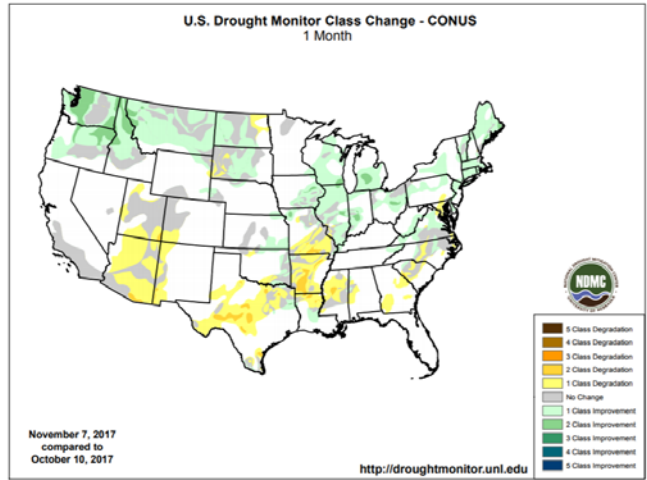 U.S. Drought Monitor Class Change - CONUS
1 Month
NDMC
5 Class Degradation
4 Class Degradation
3 Class Degradation
2 Class Degradation
1 Class Degradation
No Change
1 Class Improvement
2 Class Improvement
3 Class Improvement
4 Class Improvement
5 Class Improvement
November 7, 2017
compared to
October 10, 2017
http://droughtmonitor.unl.edu